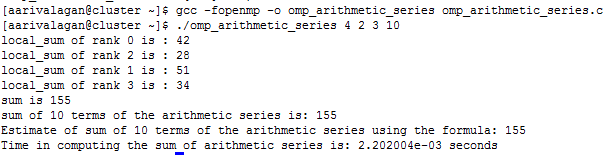 [aarivalagan@cluster ~]$ gcc -fopenmp -o omp_arithmetic_series omp_arithmetic_series.c
[aarivalagan@cluster ~]$ ./omp_arithmetic_series 4 2 3 10
local_sum of rank 0 is : 42
local_sum of rank 2 is : 28
local_sum of rank 1 is : 51
local_sum of rank 3 is : 34
sum is 155
sum of 10 terms of the arithmetic series is: 155
Estimate of sum of 10 terms of the arithmetic series using the formula: 155
Time in computing the sum of arithmetic series is: 2.202004e-03 seconds